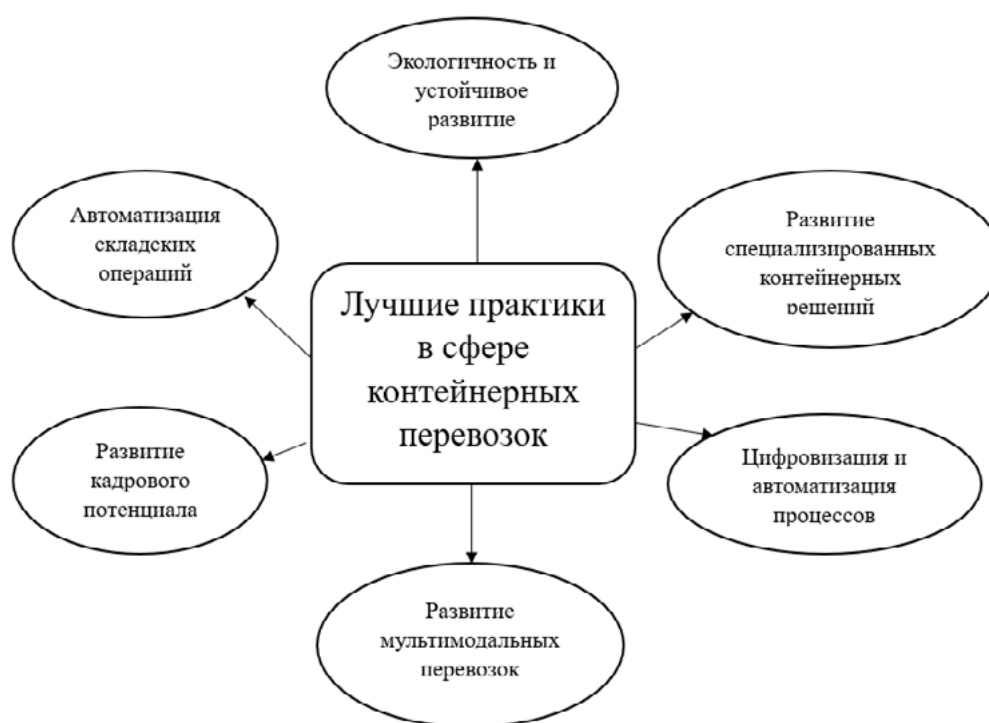 Экологичность и
устойчивое
развитие
Автоматизация
складских
операций
Развитие
специализированных
контейнерных
решений
Лучшие практики
в сфере
контейнерных
перевозок
Развитие
кадрового
потенциала
Цифровизация и
автоматизация
процессов
Развитие
мультимодальных
перевозок